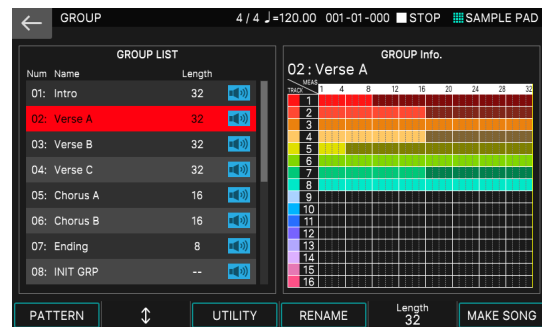 GROUP 4 / 4 ♩=120.00 001-01-000 STOP SAMPLE PAD
GROUP LIST
Num Name Length
01: Intro 32
02: Verse A 32
03: Verse B 32
04: Verse C 32
05: Chorus A 16
06: Chorus B 16
07: Ending 8
08: INIT GRP --
GROUP Info.
02 : Verse A
MEAS
TRACK 1 4 8 12 16 20 24 28 32
1
2
3
4
5
6
7
8
9
10
11
12
13
14
15
16
PATTERN UTILITY RENAME Length MAKE SONG
32